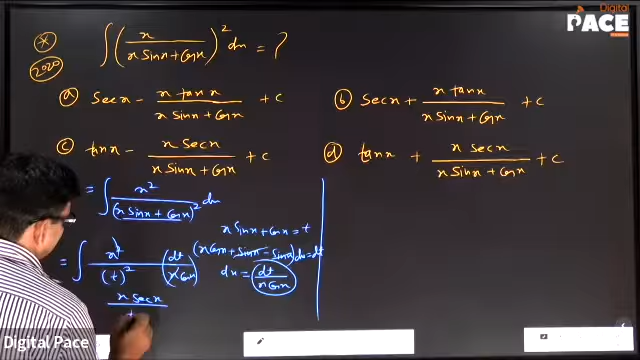 Digital
PACE
* ∫ (x / (x sinx + cosx))² dx = ?
2020
a secx − (x tanx) / (x sinx + cosx) + c
b secx + (x tanx) / (x sinx + cosx) + c
c tanx − (x secx) / (x sinx + cosx) + c
d tanx + (x secx) / (x sinx + cosx) + c
= ∫ x² / (x sinx + cosx)² dx
x sinx + cosx = t
(x cosx + sinx − sinx) dx = dt
dx = dt / (x cosx)
= ∫ x² / (t)² (dt / (x cosx))
x secx
Digital Pace